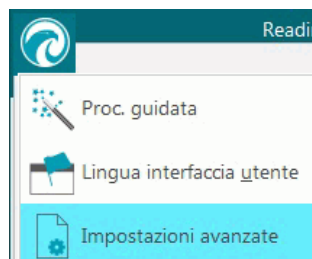 Readi
Proc. guidata
Lingua interfaccia utente
Impostazioni avanzate